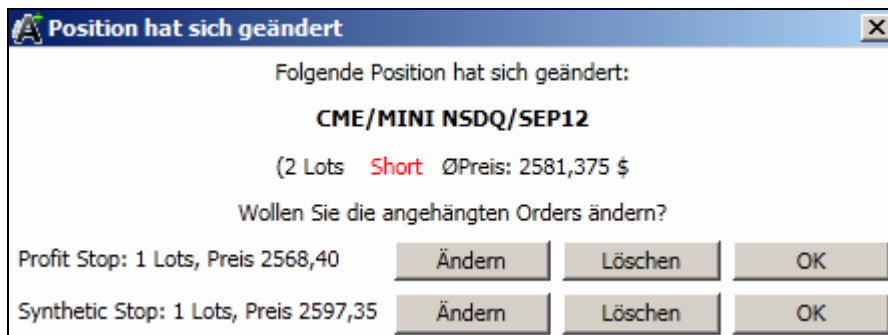 Position hat sich geändert
Folgende Position hat sich geändert:
CME/MINI NSDQ/SEP12
(2 Lots Short ØPreis: 2581,375 $
Wollen Sie die angehängten Orders ändern?
Profit Stop: 1 Lots, Preis 2568,40 Ändern Löschen OK
Synthetic Stop: 1 Lots, Preis 2597,35 Ändern Löschen OK